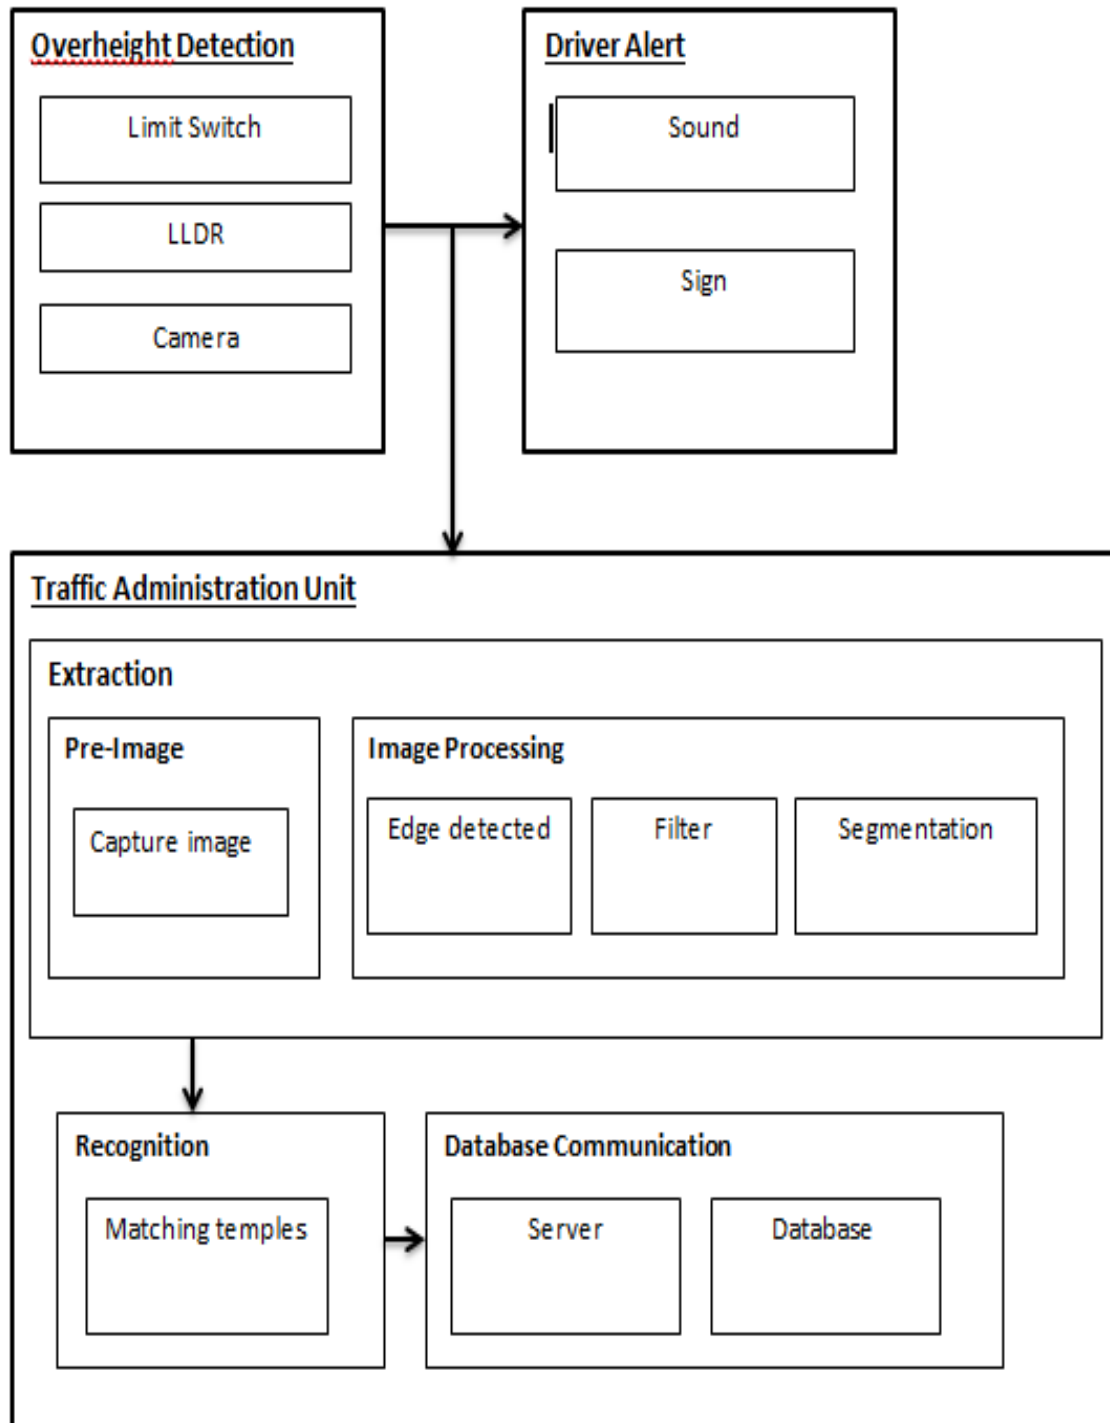 Overheight Detection
Limit Switch
LLDR
Camera
Driver Alert
Sound
Sign
Traffic Administration Unit
Extraction
Pre-Image
Capture image
Image Processing
Edge detected
Filter
Segmentation
Recognition
Matching temples
Database Communication
Server
Database